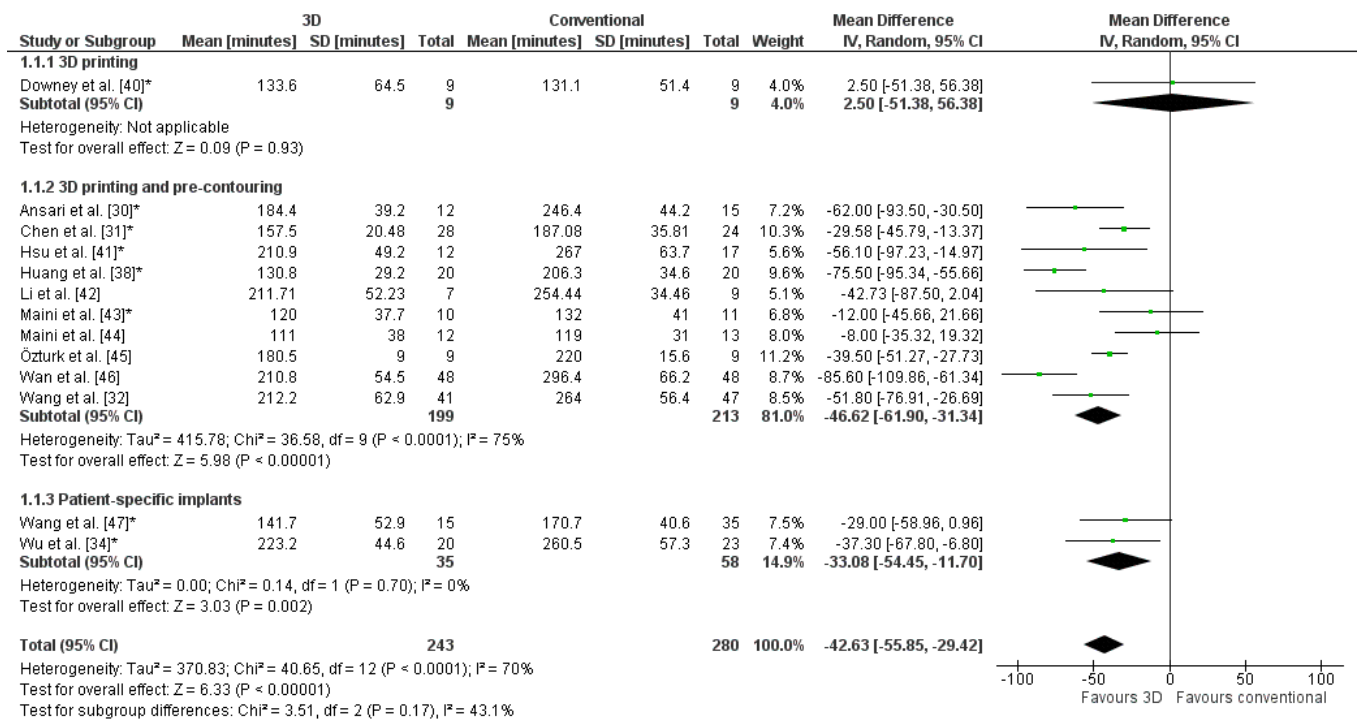 3D Conventional Mean Difference Mean Difference
Study or Subgroup Mean [minutes] SD [minutes] Total Mean [minutes] SD [minutes] Total Weight IV, Random, 95% CI IV, Random, 95% CI
1.1.1 3D printing
Downey et al. [40]* 133.6 64.5 9 131.1 51.4 9 4.0% 2.50 [-51.38, 56.38]
Subtotal (95% CI) 9 9 4.0% 2.50 [-51.38, 56.38]
Heterogeneity: Not applicable
Test for overall effect: Z = 0.09 (P = 0.93)
1.1.2 3D printing and pre-contouring
Ansari et al. [30]* 184.4 39.2 12 246.4 44.2 15 7.2% -62.00 [-93.50, -30.50]
Chen et al. [31]* 157.5 20.48 28 187.08 35.81 24 10.3% -29.58 [-45.79, -13.37]
Hsu et al. [41]* 210.9 49.2 12 267 63.7 17 5.6% -56.10 [-97.23, -14.97]
Huang et al. [38]* 130.8 29.2 20 206.3 34.6 20 9.6% -75.50 [-95.34, -55.66]
Li et al. [42] 211.71 52.23 7 254.44 34.46 9 5.1% -42.73 [-87.50, 2.04]
Maini et al. [43]* 120 37.7 10 132 41 11 6.8% -12.00 [-45.66, 21.66]
Maini et al. [44] 111 38 12 119 31 13 8.0% -8.00 [-35.32, 19.32]
Özturk et al. [45] 180.5 9 9 220 15.6 9 11.2% -39.50 [-51.27, -27.73]
Wan et al. [46] 210.8 54.5 48 296.4 66.2 48 8.7% -85.60 [-109.86, -61.34]
Wang et al. [32] 212.2 62.9 41 264 56.4 47 8.5% -51.80 [-76.91, -26.69]
Subtotal (95% CI) 199 213 81.0% -46.62 [-61.90, -31.34]
Heterogeneity: Tau² = 415.78; Chi² = 36.58, df = 9 (P < 0.0001); I² = 75%
Test for overall effect: Z = 5.98 (P < 0.00001)
1.1.3 Patient-specific implants
Wang et al. [47]* 141.7 52.9 15 170.7 40.6 35 7.5% -29.00 [-58.96, 0.96]
Wu et al. [34]* 223.2 44.6 20 260.5 57.3 23 7.4% -37.30 [-67.80, -6.80]
Subtotal (95% CI) 35 58 14.9% -33.08 [-54.45, -11.70]
Heterogeneity: Tau² = 0.00; Chi² = 0.14, df = 1 (P = 0.70); I² = 0%
Test for overall effect: Z = 3.03 (P = 0.002)
Total (95% CI) 243 280 100.0% -42.63 [-55.85, -29.42]
Heterogeneity: Tau² = 370.83; Chi² = 40.65, df = 12 (P < 0.0001); I² = 70%
Test for overall effect: Z = 6.33 (P < 0.00001)
Test for subgroup differences: Chi² = 3.51, df = 2 (P = 0.17), I² = 43.1%
-100 -50 0 50 100
Favours 3D Favours conventional